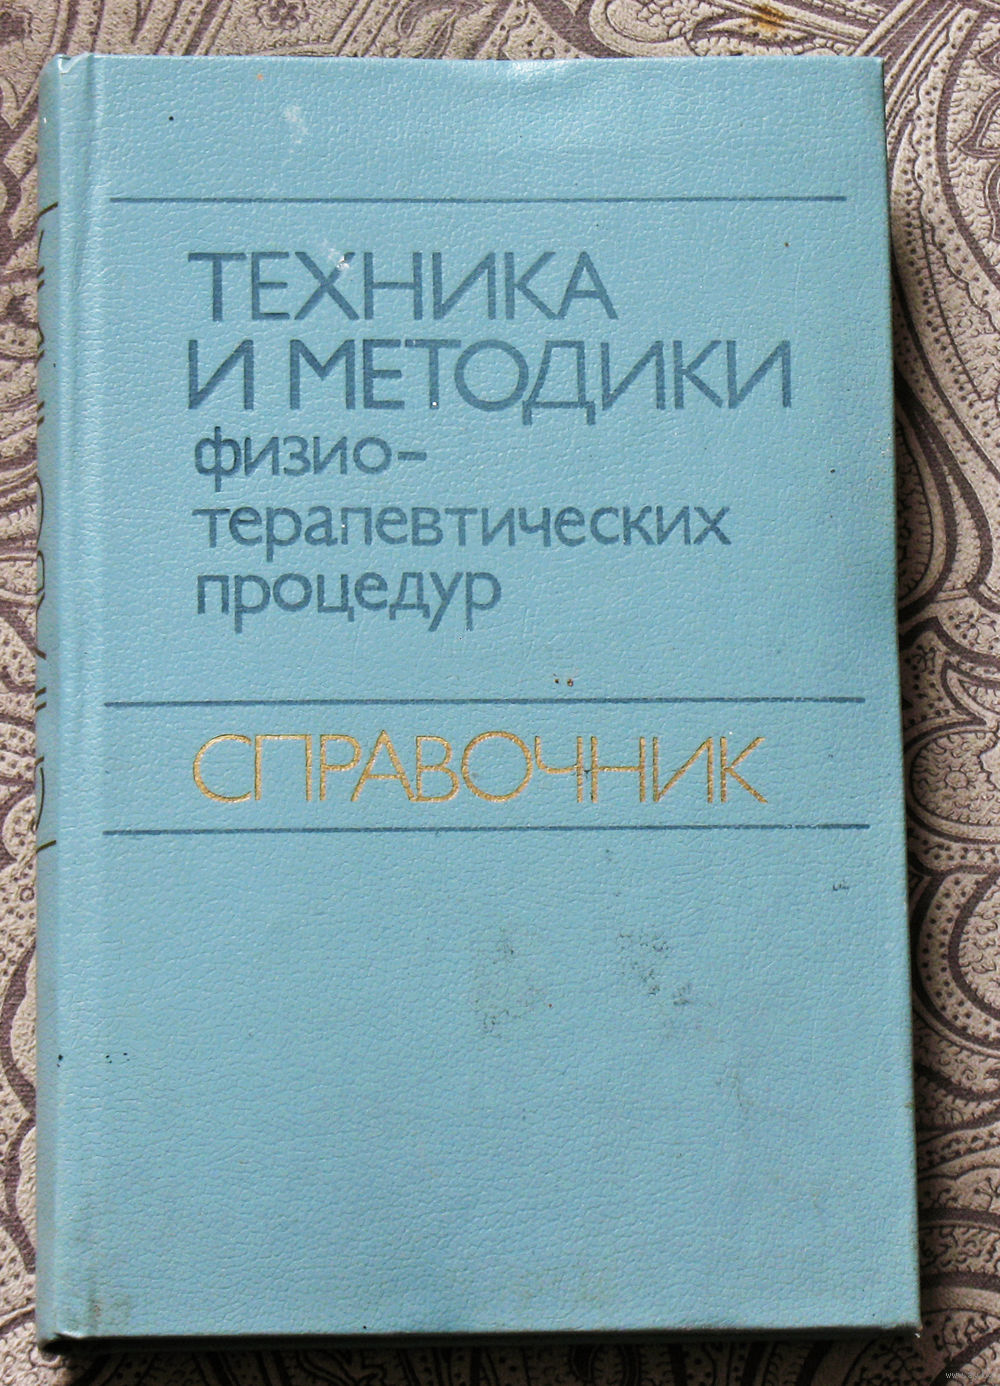 ТЕХНИКА
И МЕТОДИКИ
физио-
терапевтических
процедур
СПРАВОЧНИК